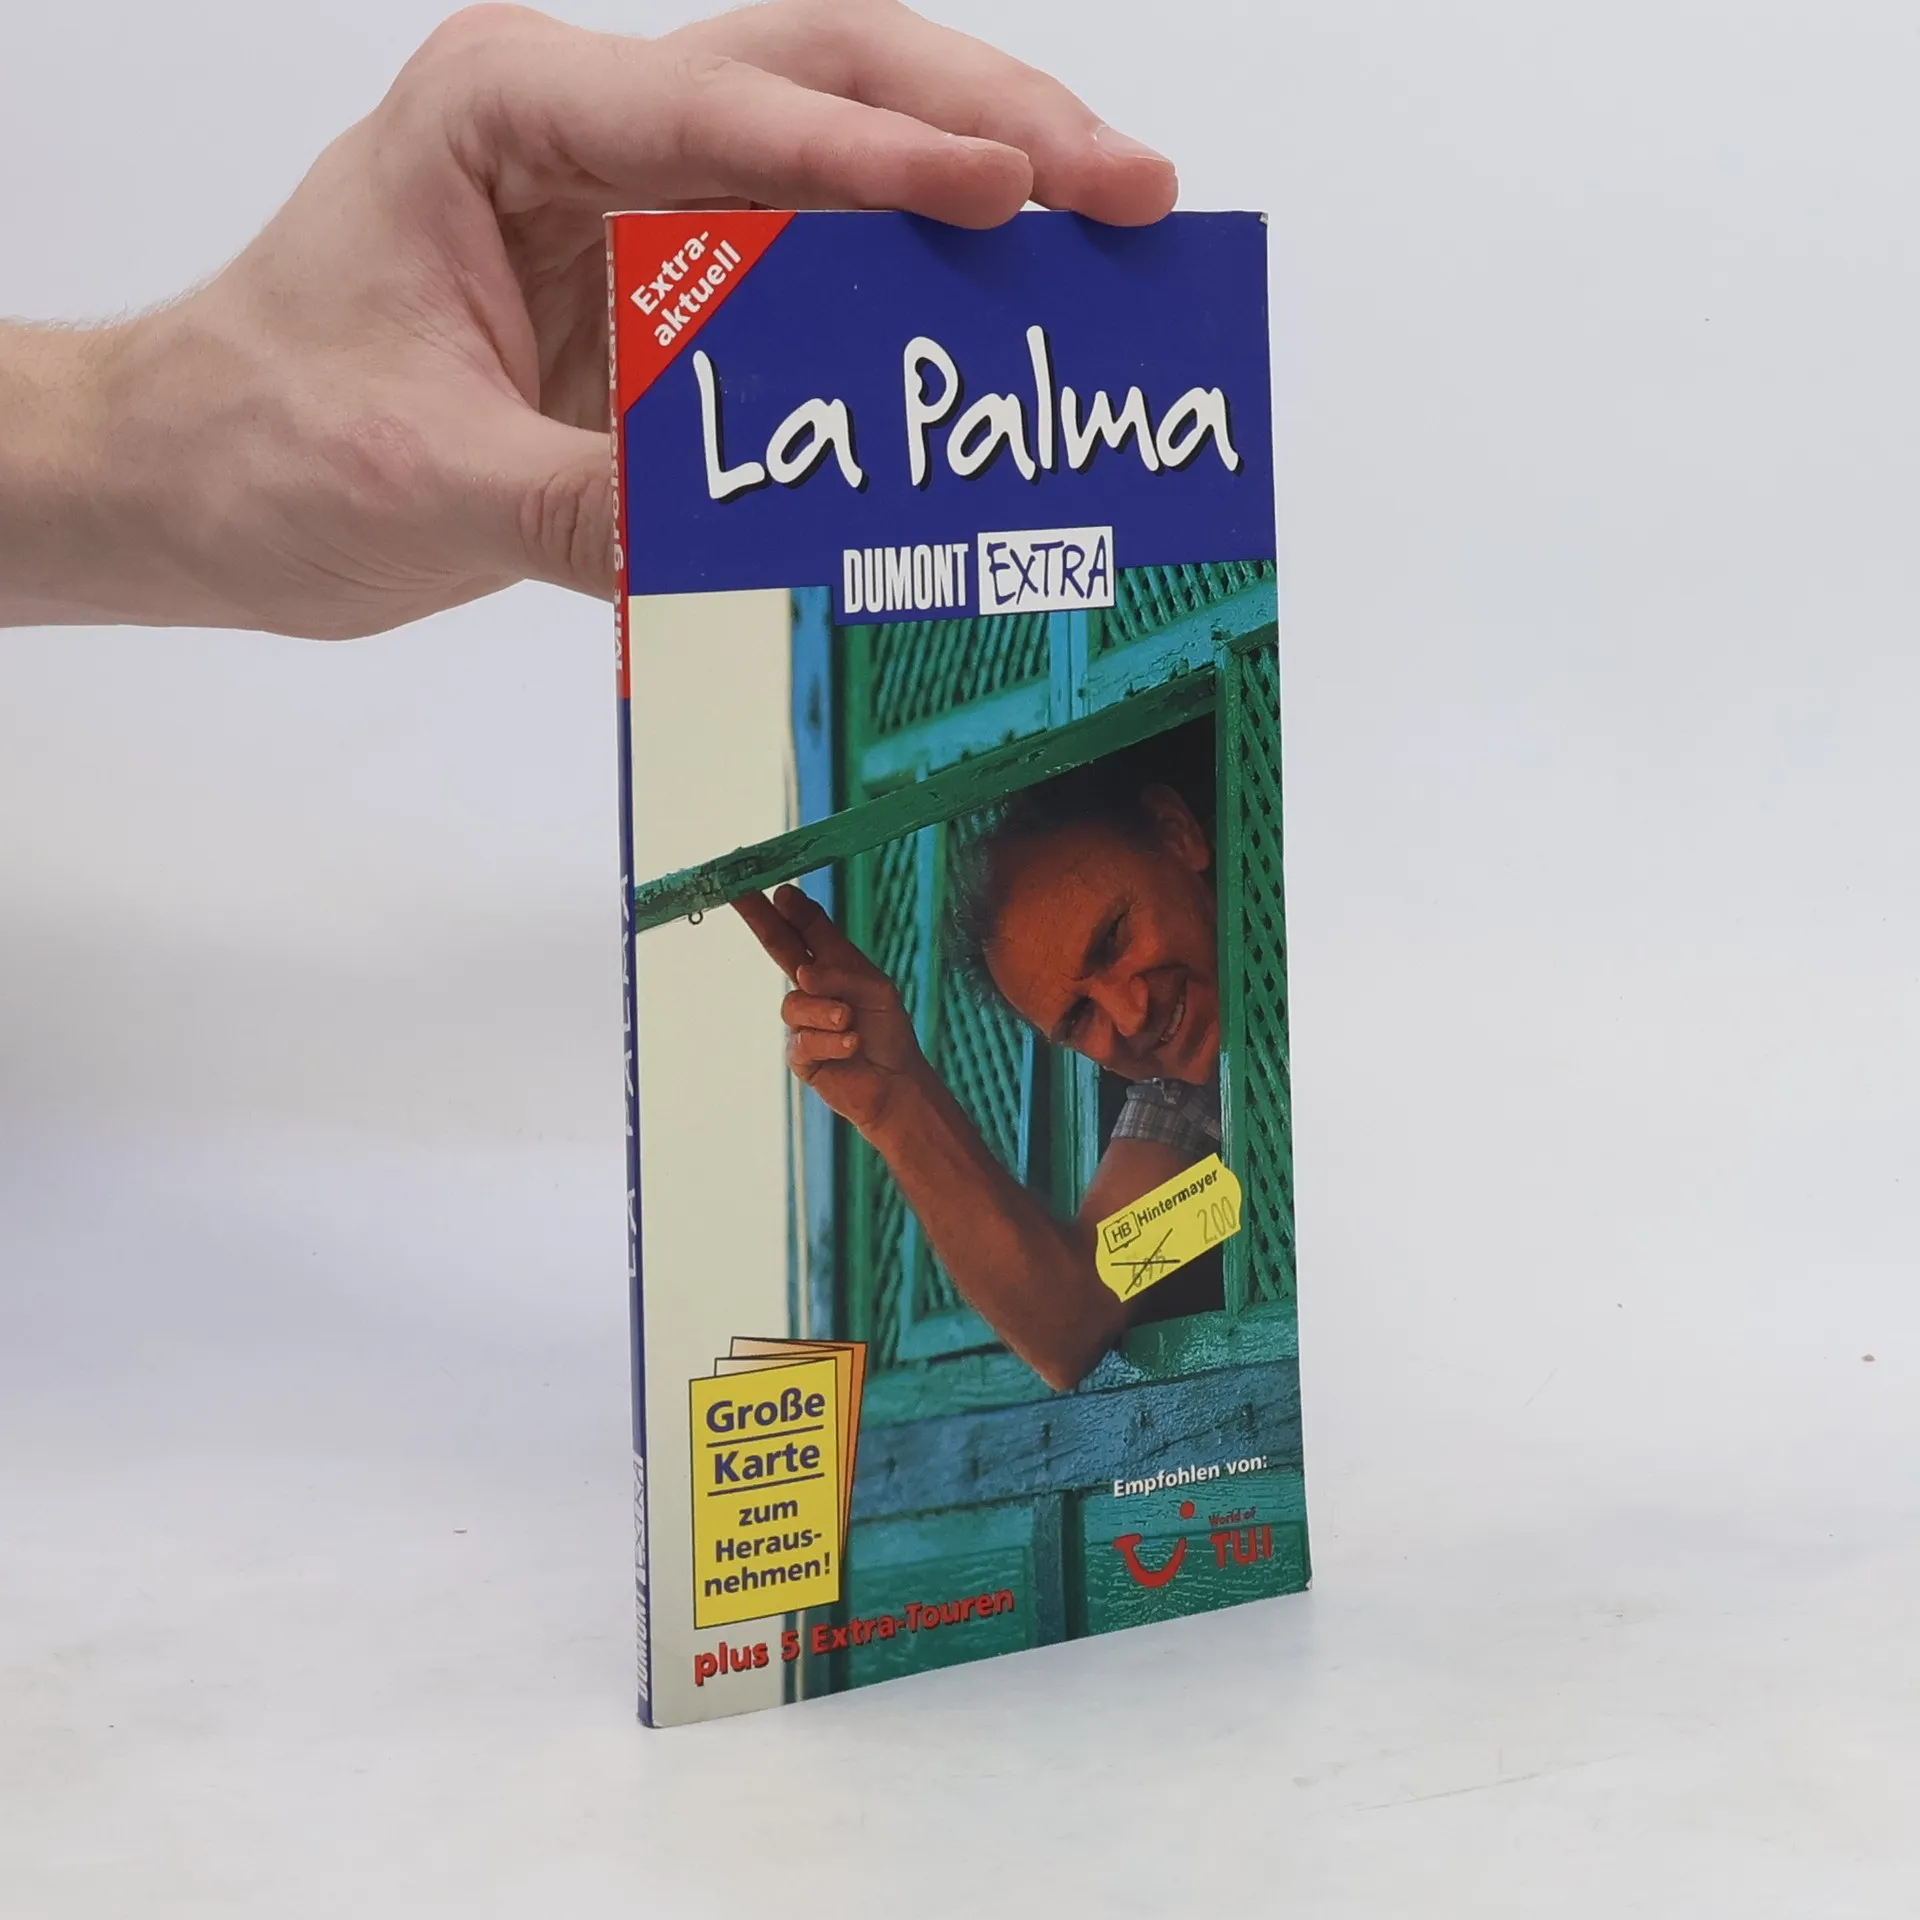 Extra-
aktuell
La Palma
DUMONT EXTRA
HB Hintermayer
2.00
Große
Karte
zum
Heraus-
nehmen!
Empfohlen von:
World of
TUI
plus 5 Extra-Touren
Mit großer Karte!
LA PALMA
DUMONT EXTRA